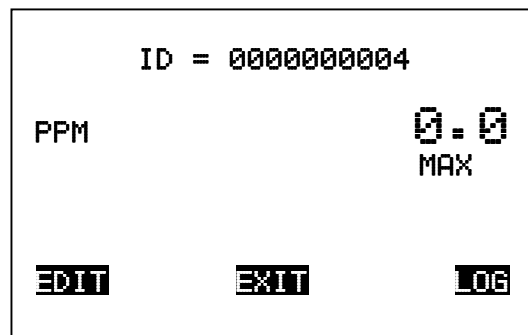 ID = 0000000004
PPM 0.0
MAX
EDIT EXIT LOG